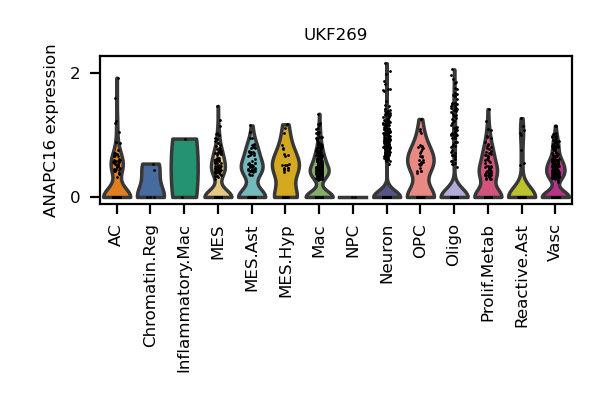 UKF269
ANAPC16 expression
2
0
AC
Chromatin.Reg
Inflammatory.Mac
MES
MES.Ast
MES.Hyp
Mac
NPC
Neuron
OPC
Oligo
Prolif.Metab
Reactive.Ast
Vasc